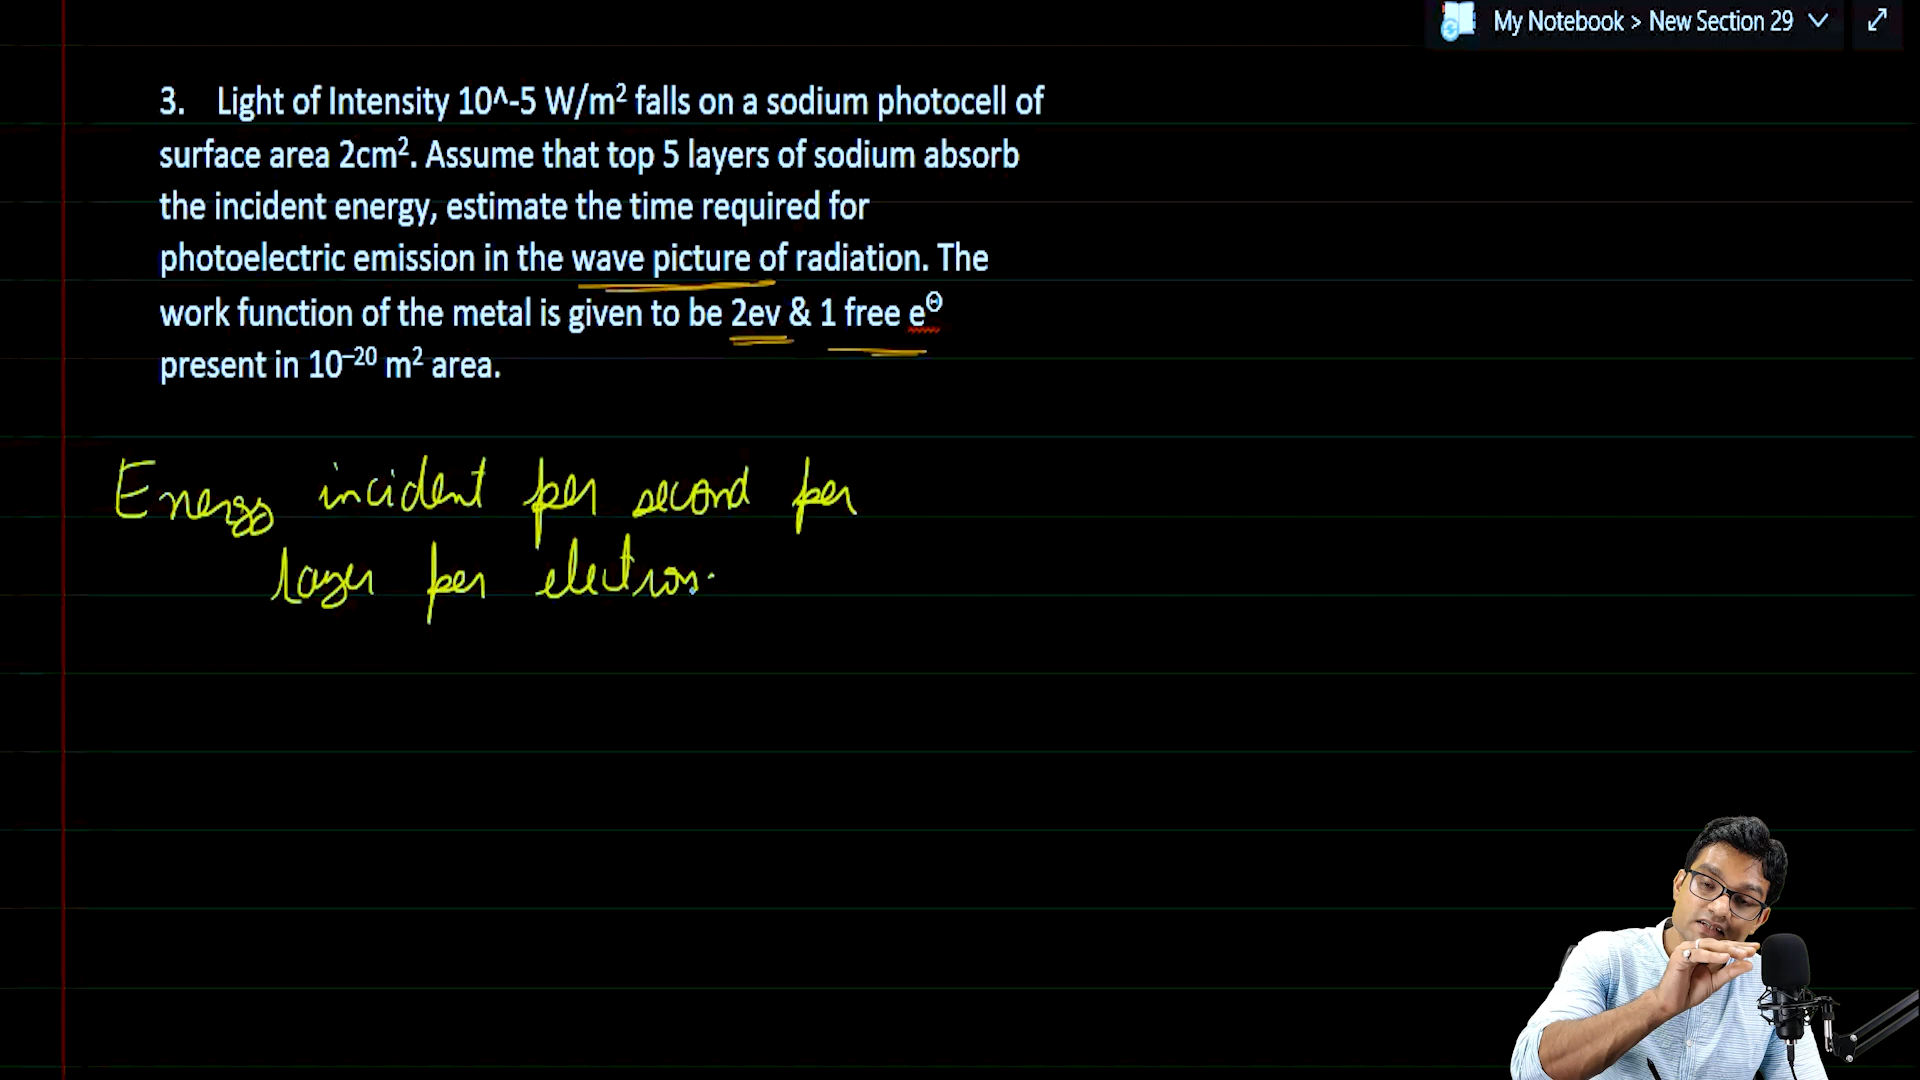 My Notebook > New Section 29
3. Light of Intensity 10^-5 W/m² falls on a sodium photocell of
surface area 2cm². Assume that top 5 layers of sodium absorb
the incident energy, estimate the time required for
photoelectric emission in the wave picture of radiation. The
work function of the metal is given to be 2ev & 1 free e⊖
present in 10⁻²⁰ m² area.
Energy incident per second per
layer per electron.